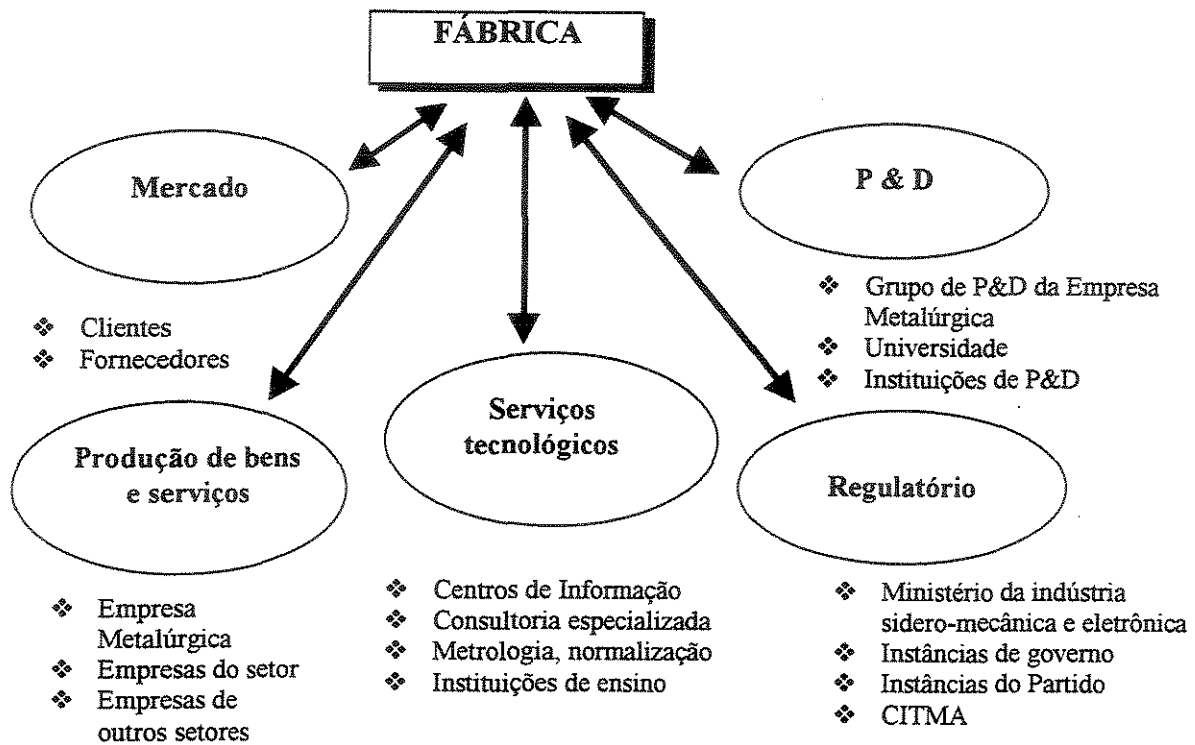 FÁBRICA
Mercado
❖ Clientes
❖ Fornecedores
P & D
❖ Grupo de P&D da Empresa
Metalúrgica
❖ Universidade
❖ Instituições de P&D
Produção de bens
e serviços
❖ Empresa
Metalúrgica
❖ Empresas do setor
❖ Empresas de
outros setores
Serviços
tecnológicos
❖ Centros de Informação
❖ Consultoria especializada
❖ Metrologia, normalização
❖ Instituições de ensino
Regulatório
❖ Ministério da indústria
sidero-mecânica e eletrônica
❖ Instâncias de governo
❖ Instâncias do Partido
❖ CITMA